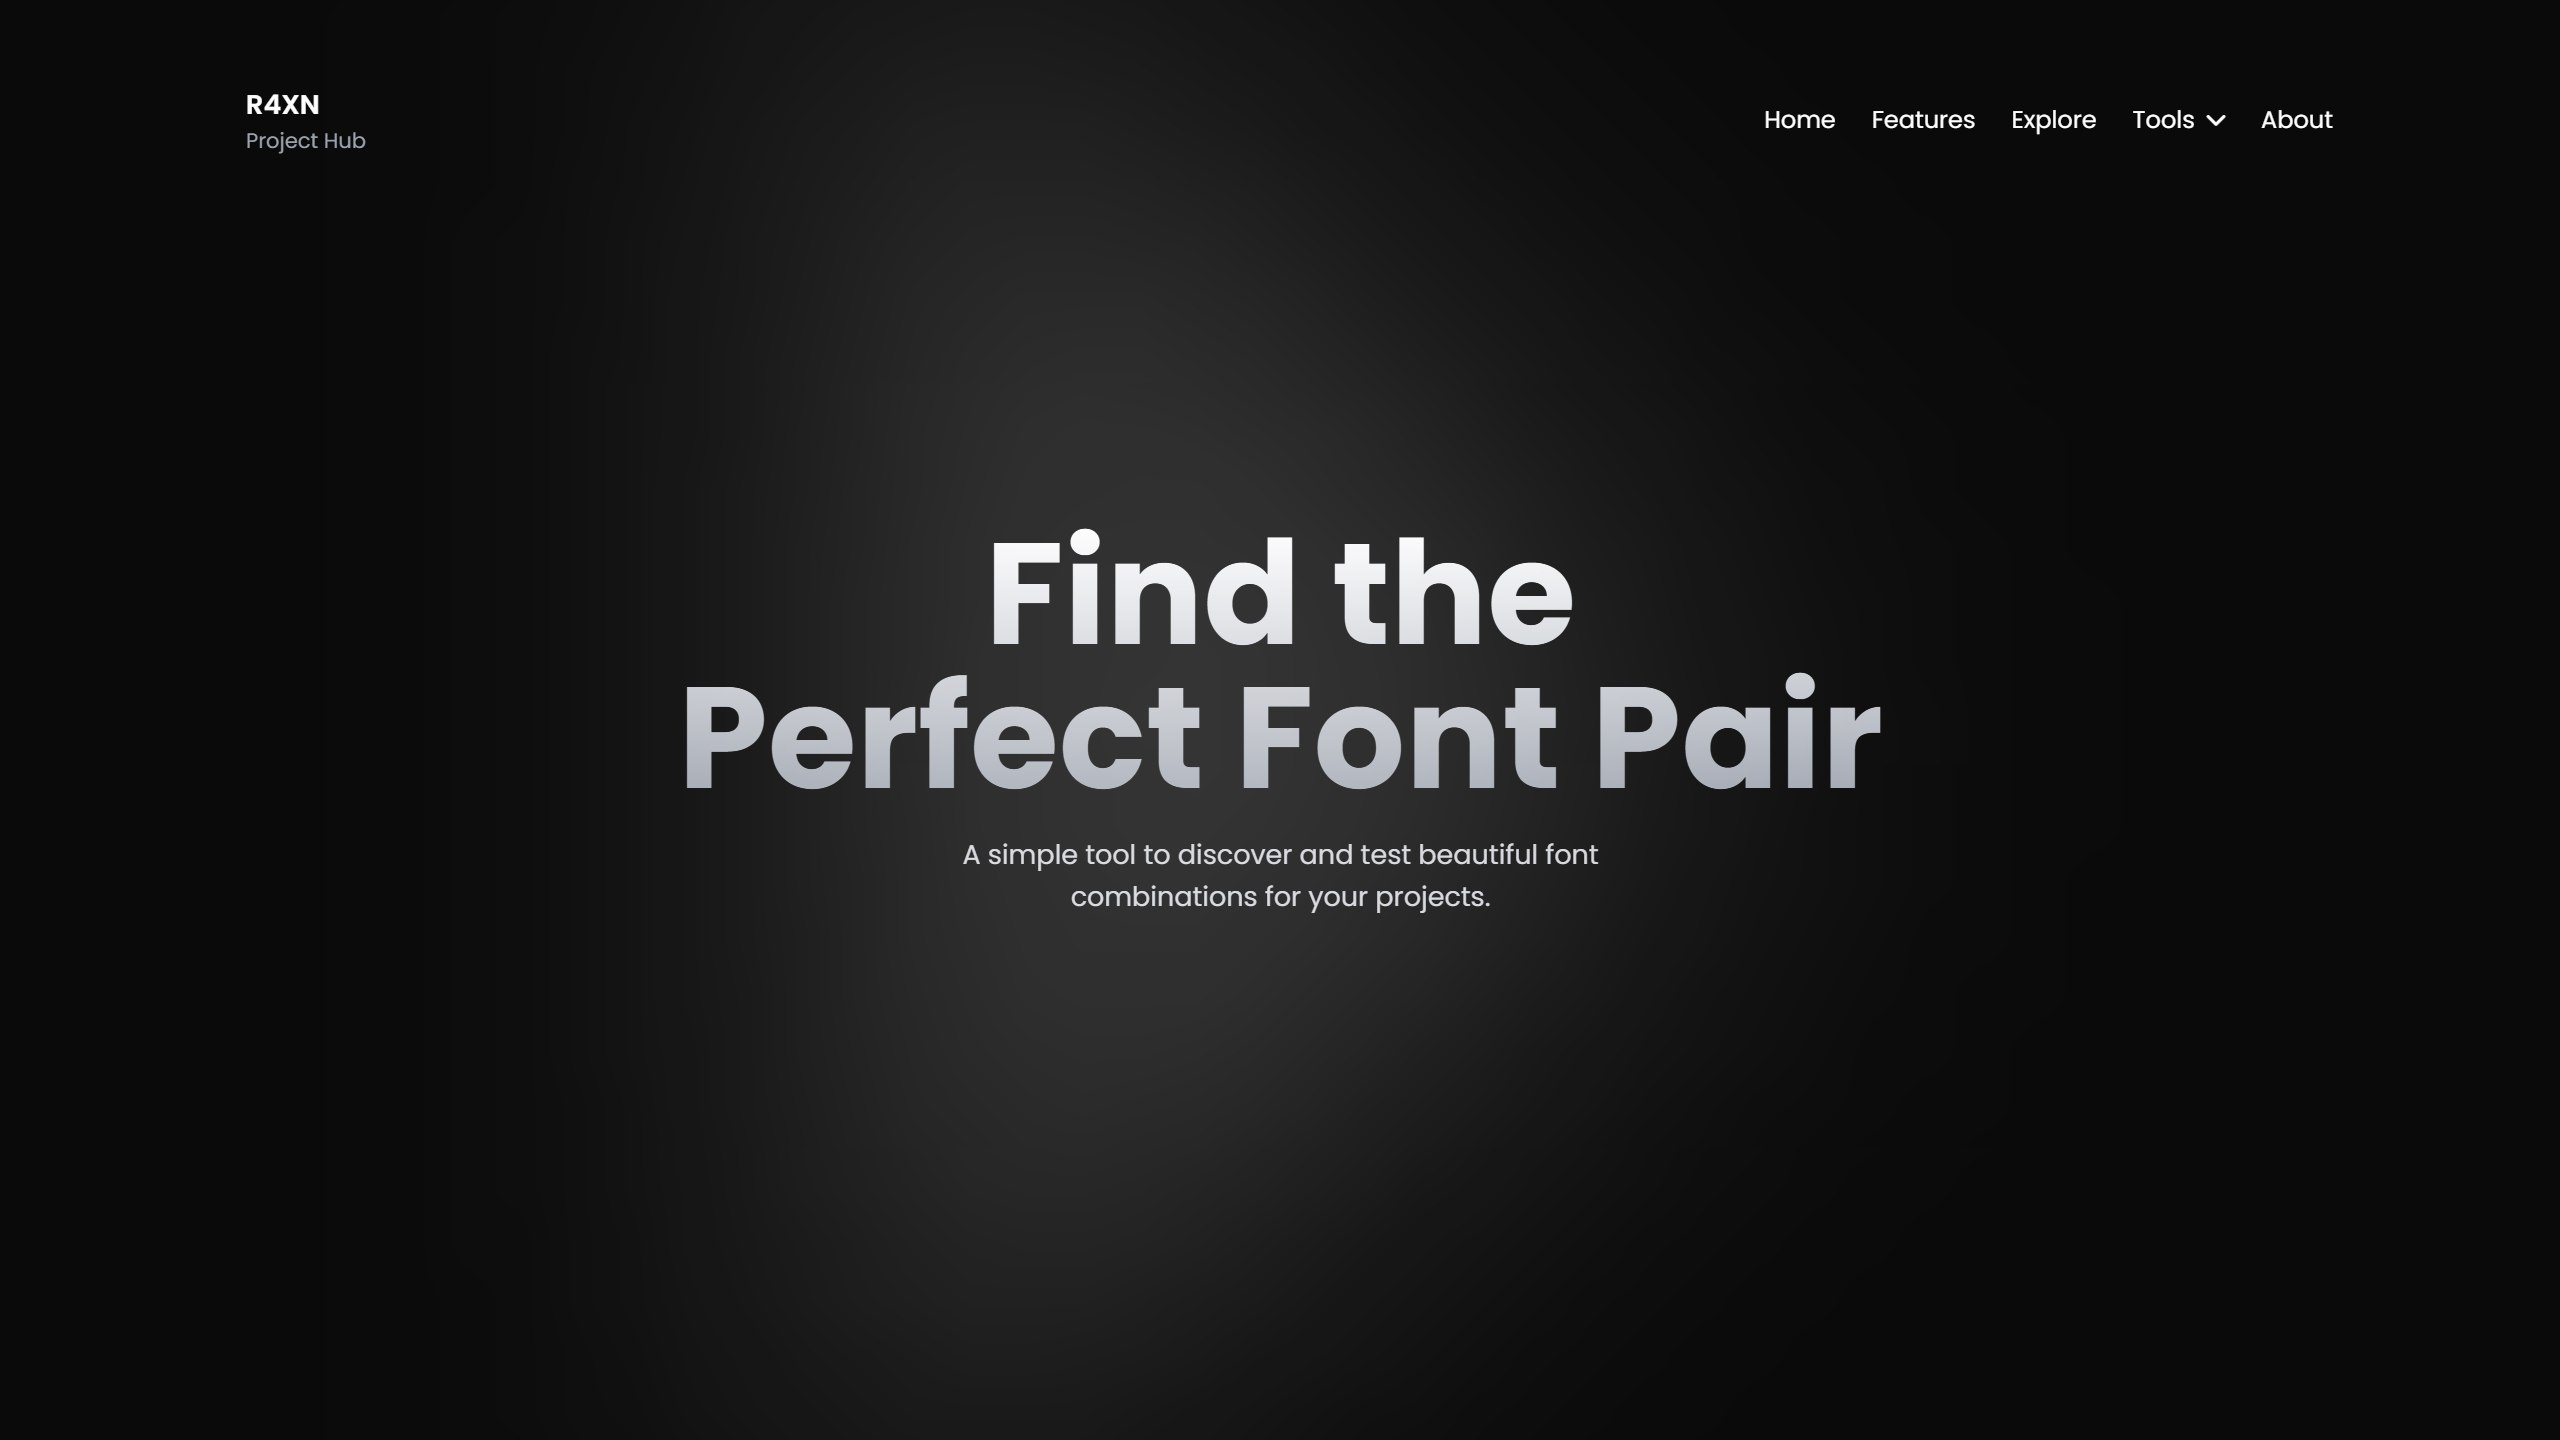 R4XN
Project Hub
Home Features Explore Tools About
Find the
Perfect Font Pair
A simple tool to discover and test beautiful font
combinations for your projects.